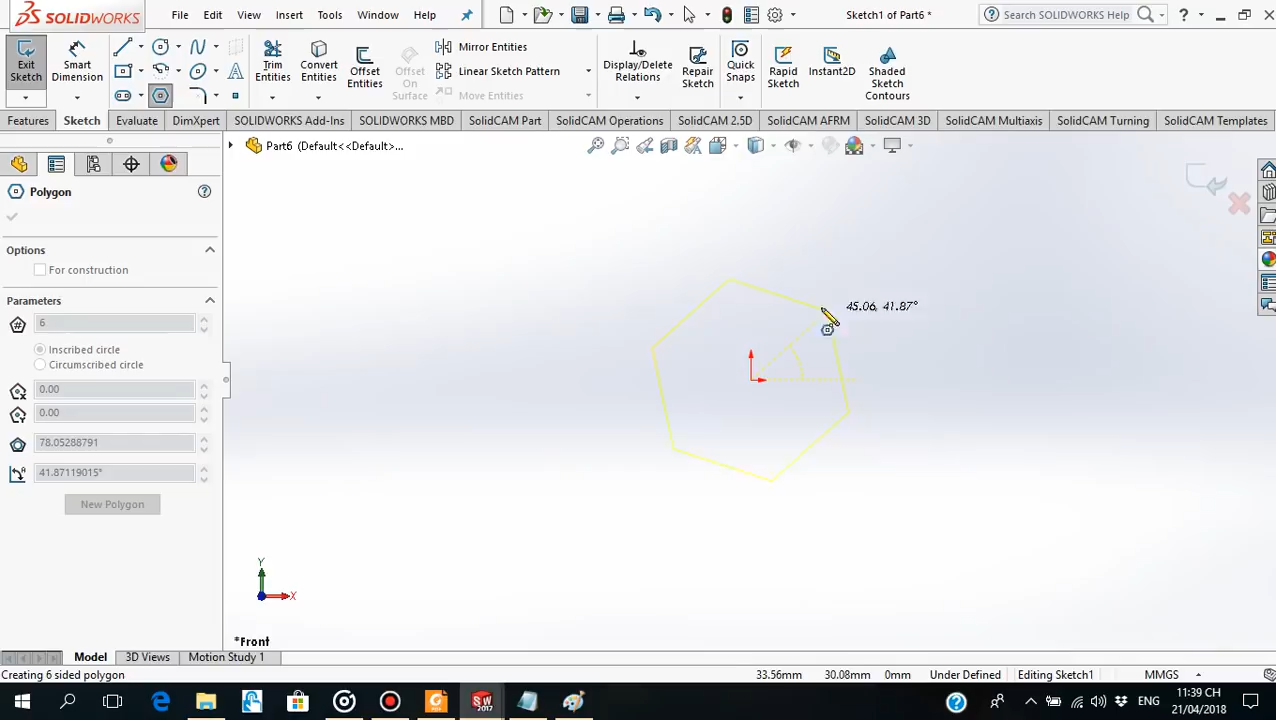 SOLIDWORKS
File Edit View Insert Tools Window Help
Sketch1 of Part6 *
Search SOLIDWORKS Help
Exit Sketch
Smart Dimension
Trim Entities
Convert Entities
Offset Entities
Offset On Surface
Mirror Entities
Linear Sketch Pattern
Move Entities
Display/Delete Relations
Repair Sketch
Quick Snaps
Rapid Sketch
Instant2D
Shaded Sketch Contours
Features Sketch Evaluate DimXpert SOLIDWORKS Add-Ins SOLIDWORKS MBD SolidCAM Part SolidCAM Operations SolidCAM 2.5D SolidCAM AFRM SolidCAM 3D SolidCAM Multiaxis SolidCAM Turning SolidCAM Templates
Part6 (Default<<Default>...
Polygon
Options
For construction
Parameters
6
Inscribed circle
Circumscribed circle
0.00
0.00
78.05288791
41.87119015°
New Polygon
45.06, 41.87°
Y
X
*Front
Model 3D Views Motion Study 1
Creating 6 sided polygon
33.56mm 30.08mm 0mm Under Defined Editing Sketch1 MMGS
ENG
11:39 CH
21/04/2018